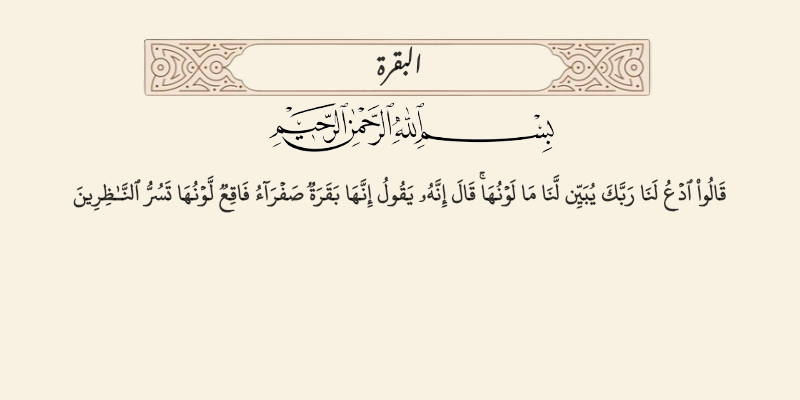 البقرة
بِسْمِ ٱللَّهِ ٱلرَّحْمَٰنِ ٱلرَّحِيمِ
قَالُوا۟ ٱدْعُ لَنَا رَبَّكَ يُبَيِّن لَّنَا مَا لَوْنُهَا ۚ قَالَ إِنَّهُۥ يَقُولُ إِنَّهَا بَقَرَةٌ صَفْرَآءُ فَاقِعٌ لَّوْنُهَا تَسُرُّ ٱلنَّـٰظِرِينَ